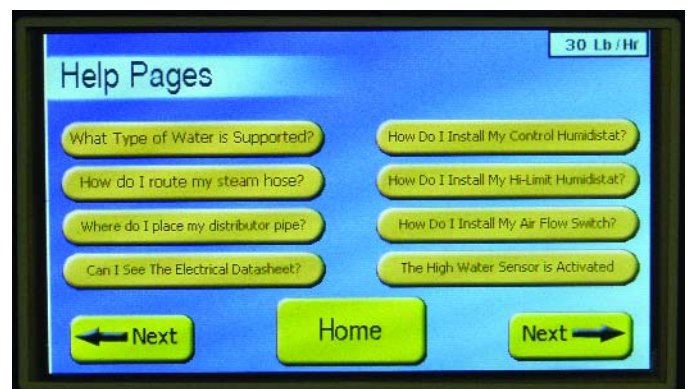 30 Lb/Hr
Help Pages
What Type of Water is Supported?
How do I route my steam hose?
Where do I place my distributor pipe?
Can I See The Electrical Datasheet?
How Do I Install My Control Humidistat?
How Do I Install My Hi-Limit Humidistat?
How Do I Install My Air Flow Switch?
The High Water Sensor is Activated
Next
Home
Next